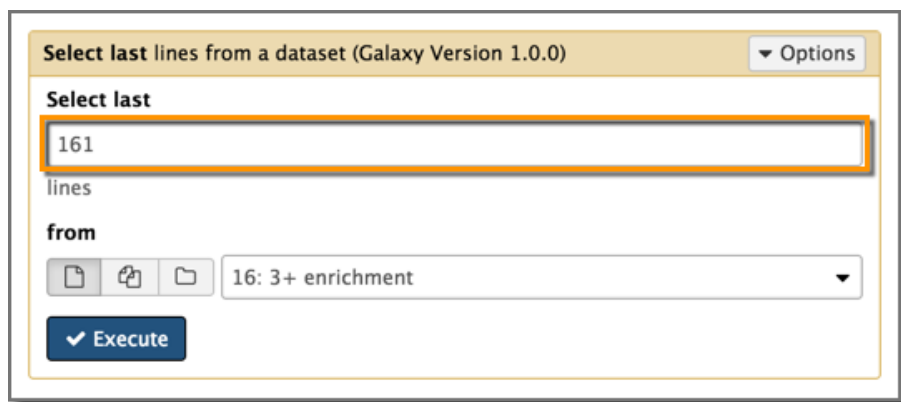 Select last lines from a dataset (Galaxy Version 1.0.0)
Options
Select last
161
lines
from
16: 3+ enrichment
Execute